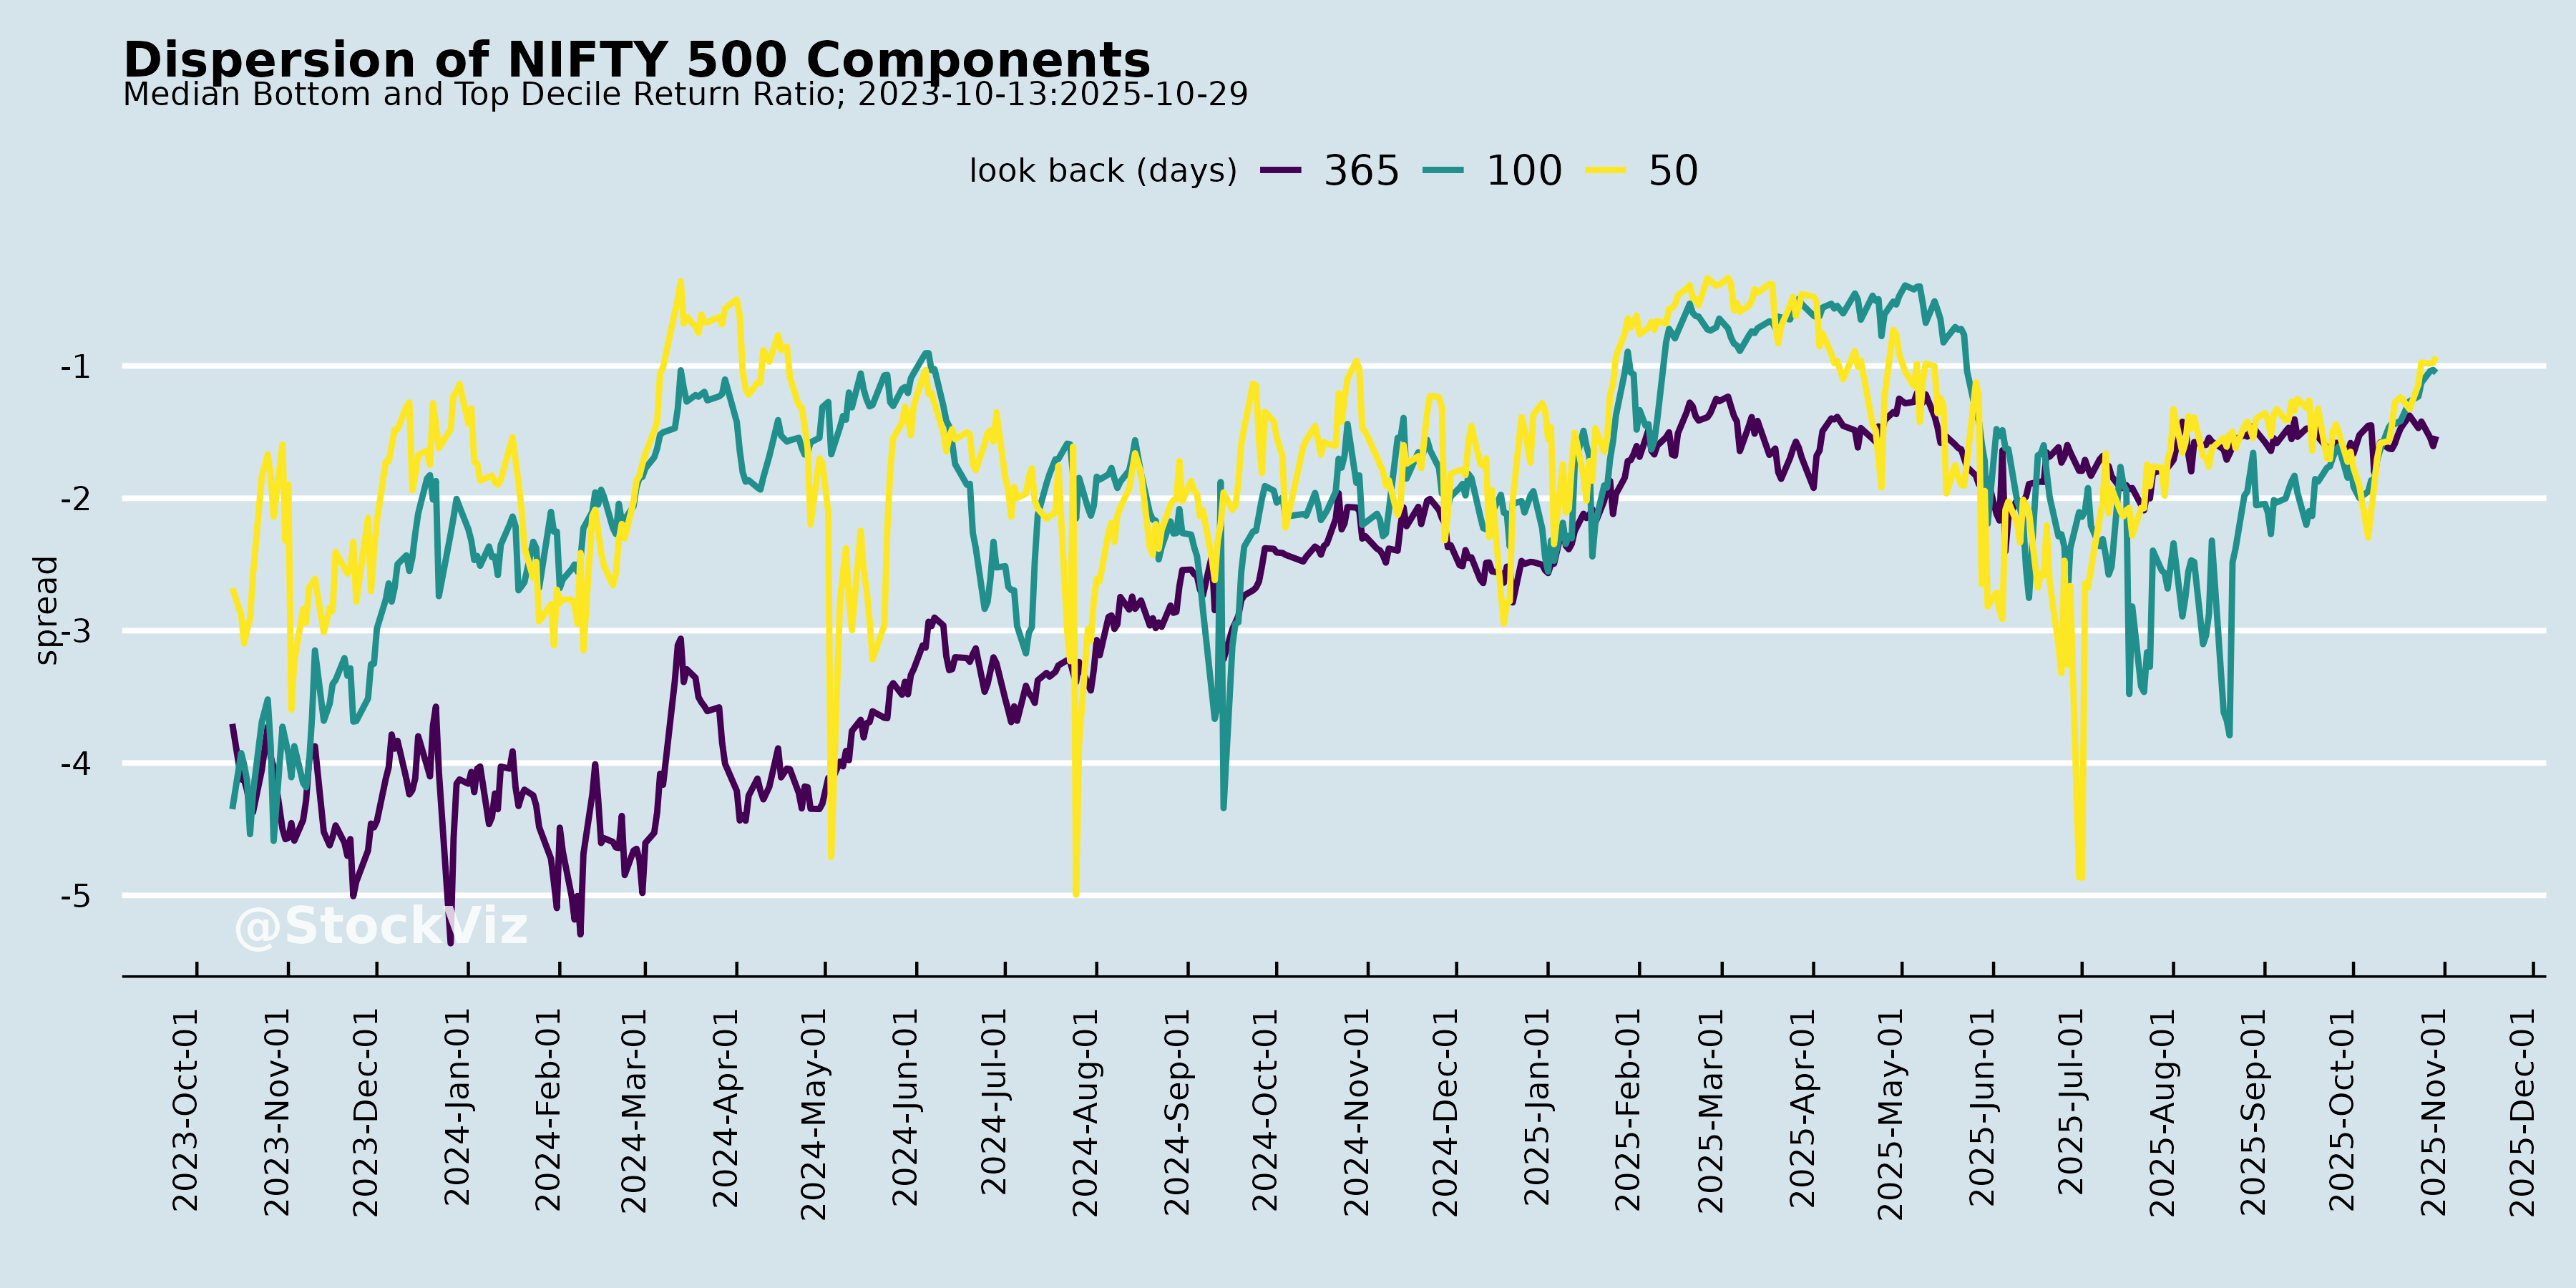 Dispersion of NIFTY 500 Components
Median Bottom and Top Decile Return Ratio; 2023-10-13:2025-10-29
look back (days) 365 100 50
spread
-1
-2
-3
-4
-5
@StockViz
2023-Oct-01
2023-Nov-01
2023-Dec-01
2024-Jan-01
2024-Feb-01
2024-Mar-01
2024-Apr-01
2024-May-01
2024-Jun-01
2024-Jul-01
2024-Aug-01
2024-Sep-01
2024-Oct-01
2024-Nov-01
2024-Dec-01
2025-Jan-01
2025-Feb-01
2025-Mar-01
2025-Apr-01
2025-May-01
2025-Jun-01
2025-Jul-01
2025-Aug-01
2025-Sep-01
2025-Oct-01
2025-Nov-01
2025-Dec-01